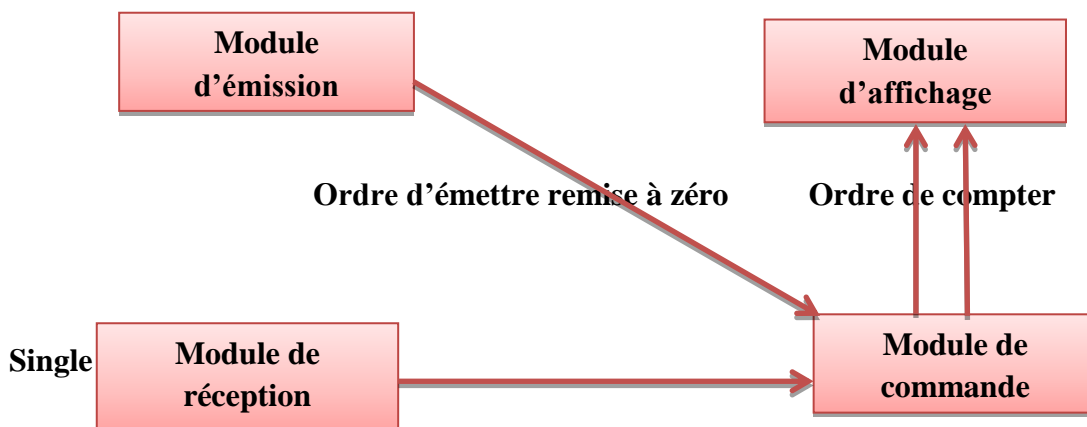 Module
d'émission
Module
d'affichage
Ordre d'émettre remise à zéro
Ordre de compter
Single
Module de
réception
Module de
commande